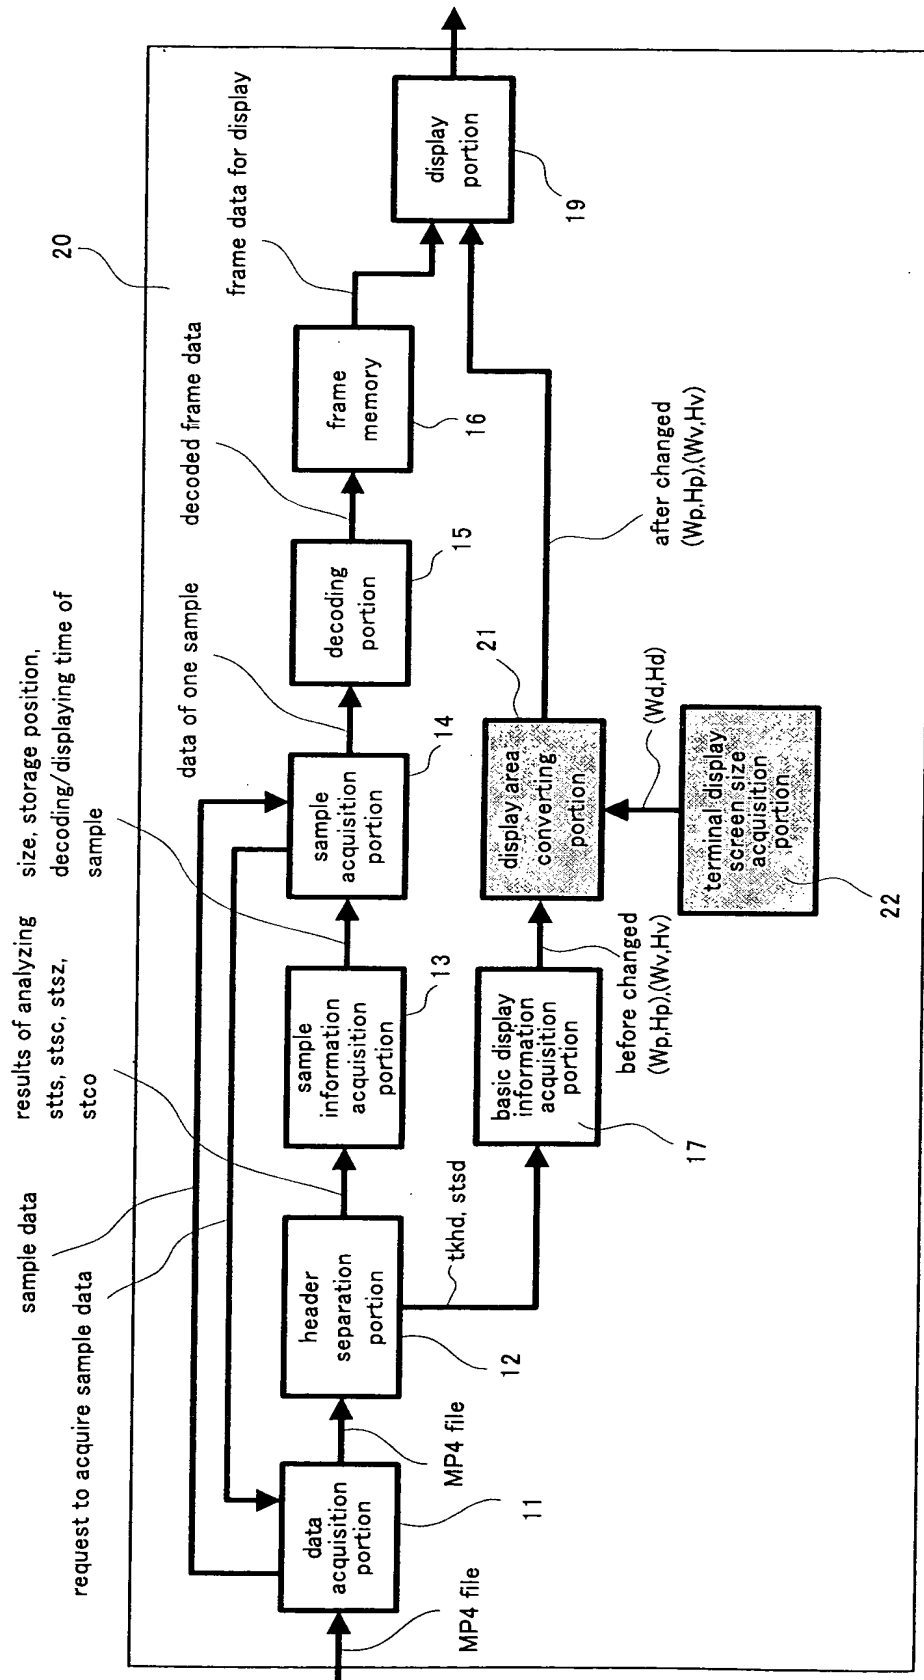 20
sample data
request to acquire sample data
results of analyzing
stts, stsc, stsz,
stco
size, storage position,
decoding/displaying time of
sample
data of one sample
decoded frame data
frame data for display
MP4 file
data
acquisition
portion
11
MP4 file
header
separation
portion
12
sample
information
acquisition
portion
13
sample
acquisition
portion
14
decoding
portion
15
frame
memory
16
display
portion
19
tkhd, stsd
basic display
information
acquisition
portion
17
before changed
(Wp,Hp),(Wv,Hv)
display area
converting
portion
21
(Wd,Hd)
terminal display
screen size
acquisition
portion
22
after changed
(Wp,Hp),(Wv,Hv)